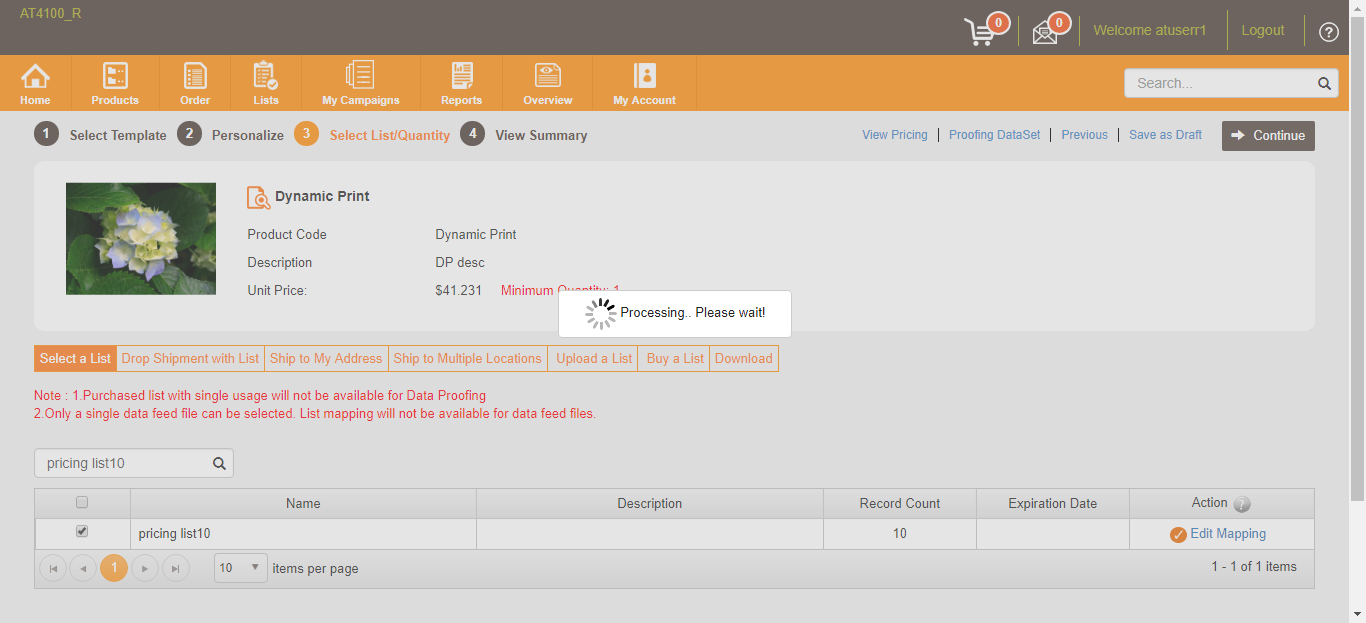 AT4100_R
0
0
Welcome atuserr1
Logout
?
Home
Products
Order
Lists
My Campaigns
Reports
Overview
My Account
Search...
1 Select Template 2 Personalize 3 Select List/Quantity 4 View Summary
View Pricing | Proofing DataSet | Previous | Save as Draft
Continue
Dynamic Print
Product Code Dynamic Print
Description DP desc
Unit Price: $41.231 Minimum Quantity: 1
Processing.. Please wait!
Select a List Drop Shipment with List Ship to My Address Ship to Multiple Locations Upload a List Buy a List Download
Note : 1.Purchased list with single usage will not be available for Data Proofing
2.Only a single data feed file can be selected. List mapping will not be available for data feed files.
pricing list10
Name Description Record Count Expiration Date Action ?
pricing list10 10 Edit Mapping
1 10 items per page 1 - 1 of 1 items